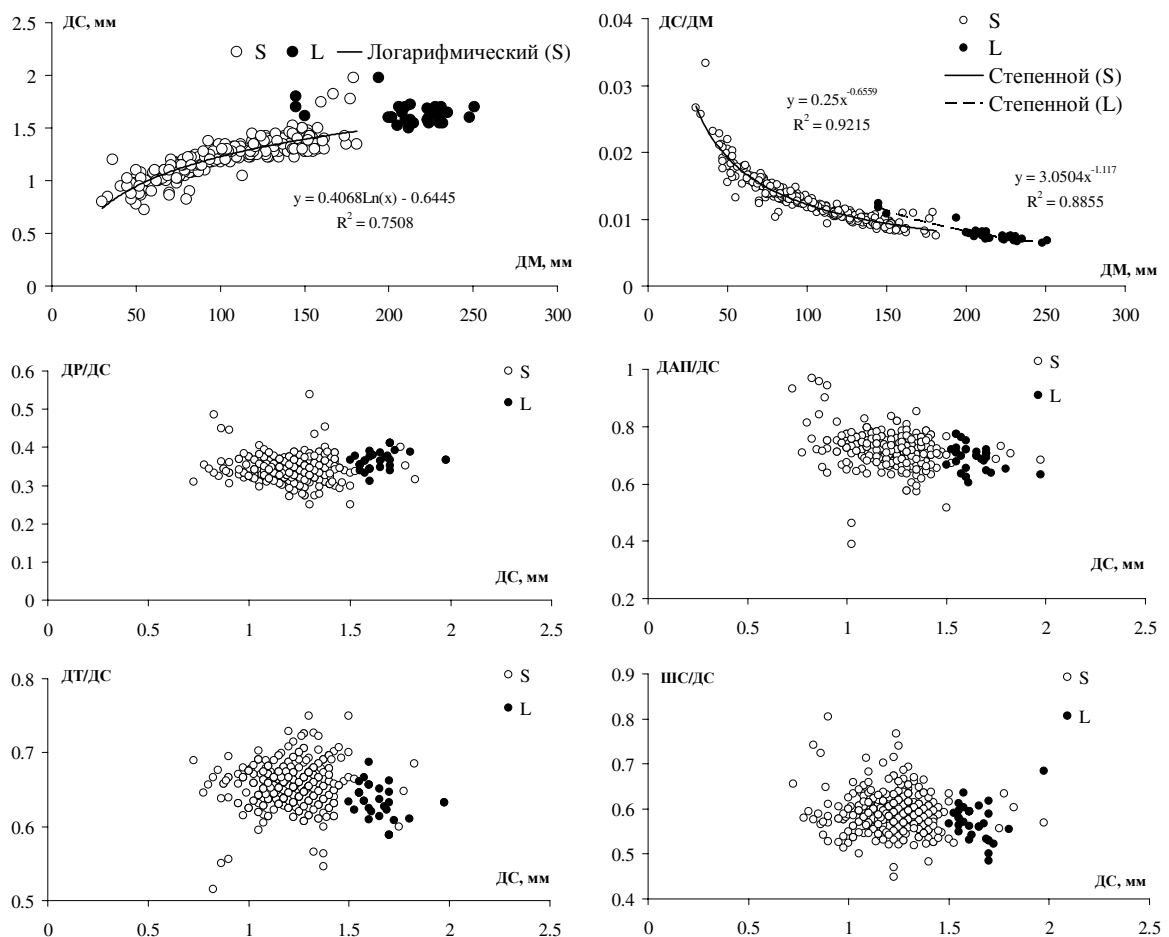 ДС, мм
S L Логарифмический (S)
2.5
2
1.5
1
0.5
0
y = 0.4068Ln(x) - 0.6445
R² = 0.7508
ДМ, мм
0 50 100 150 200 250 300
ДС/ДМ
S
L
Степенной (S)
Степенной (L)
0.04
0.03
0.02
0.01
0
y = 0.25x^-0.6559
R² = 0.9215
y = 3.0504x^-1.117
R² = 0.8855
ДМ, мм
0 50 100 150 200 250 300
ДР/ДС
S
L
0.6
0.5
0.4
0.3
0.2
0.1
0
ДС, мм
0 0.5 1 1.5 2 2.5
ДАП/ДС
S
L
1
0.8
0.6
0.4
0.2
ДС, мм
0 0.5 1 1.5 2 2.5
ДТ/ДС
S
L
0.8
0.7
0.6
0.5
ДС, мм
0 0.5 1 1.5 2 2.5
ШС/ДС
S
L
0.9
0.8
0.7
0.6
0.5
0.4
ДС, мм
0 0.5 1 1.5 2 2.5